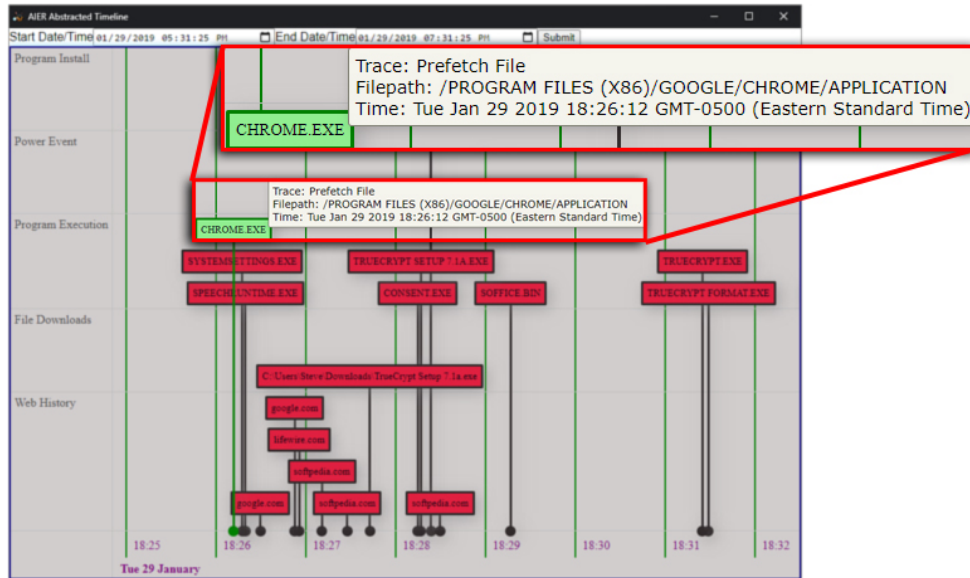 AIER Abstracted Timeline
Start Date/Time 01/29/2019 05:31:25 PM End Date/Time 01/29/2019 07:31:25 PM Submit
Program Install
Trace: Prefetch File
Filepath: /PROGRAM FILES (X86)/GOOGLE/CHROME/APPLICATION
Time: Tue Jan 29 2019 18:26:12 GMT-0500 (Eastern Standard Time)
CHROME.EXE
Power Event
Trace: Prefetch File
Filepath: /PROGRAM FILES (X86)/GOOGLE/CHROME/APPLICATION
Time: Tue Jan 29 2019 18:26:12 GMT-0500 (Eastern Standard Time)
Program Execution
CHROME.EXE
SYSTEMSETTINGS.EXE TRUECRYPT SETUP 7.1A.EXE TRUECRYPT.EXE
SPEECHRUNTIME.EXE CONSENT.EXE SOFFICE.BIN TRUECRYPT FORMAT.EXE
File Downloads
C:\Users\Steve\Downloads\TrueCrypt Setup 7.1a.exe
Web History
google.com
lifewire.com
softpedia.com
google.com softpedia.com softpedia.com
18:25 18:26 18:27 18:28 18:29 18:30 18:31 18:32
Tue 29 January